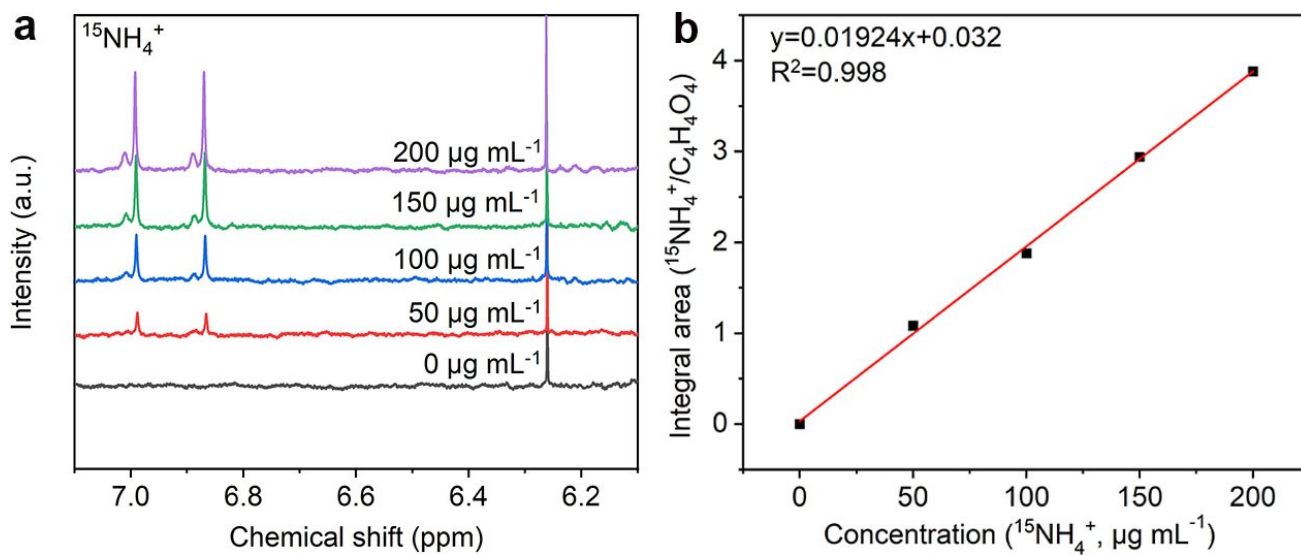 a
¹⁵NH₄⁺
200 µg mL⁻¹
150 µg mL⁻¹
100 µg mL⁻¹
50 µg mL⁻¹
0 µg mL⁻¹
Intensity (a.u.)
7.0 6.8 6.6 6.4 6.2
Chemical shift (ppm)
b
y=0.01924x+0.032
R²=0.998
Integral area (¹⁵NH₄⁺/C₄H₄O₄)
4
3
2
1
0
0 50 100 150 200
Concentration (¹⁵NH₄⁺, µg mL⁻¹)